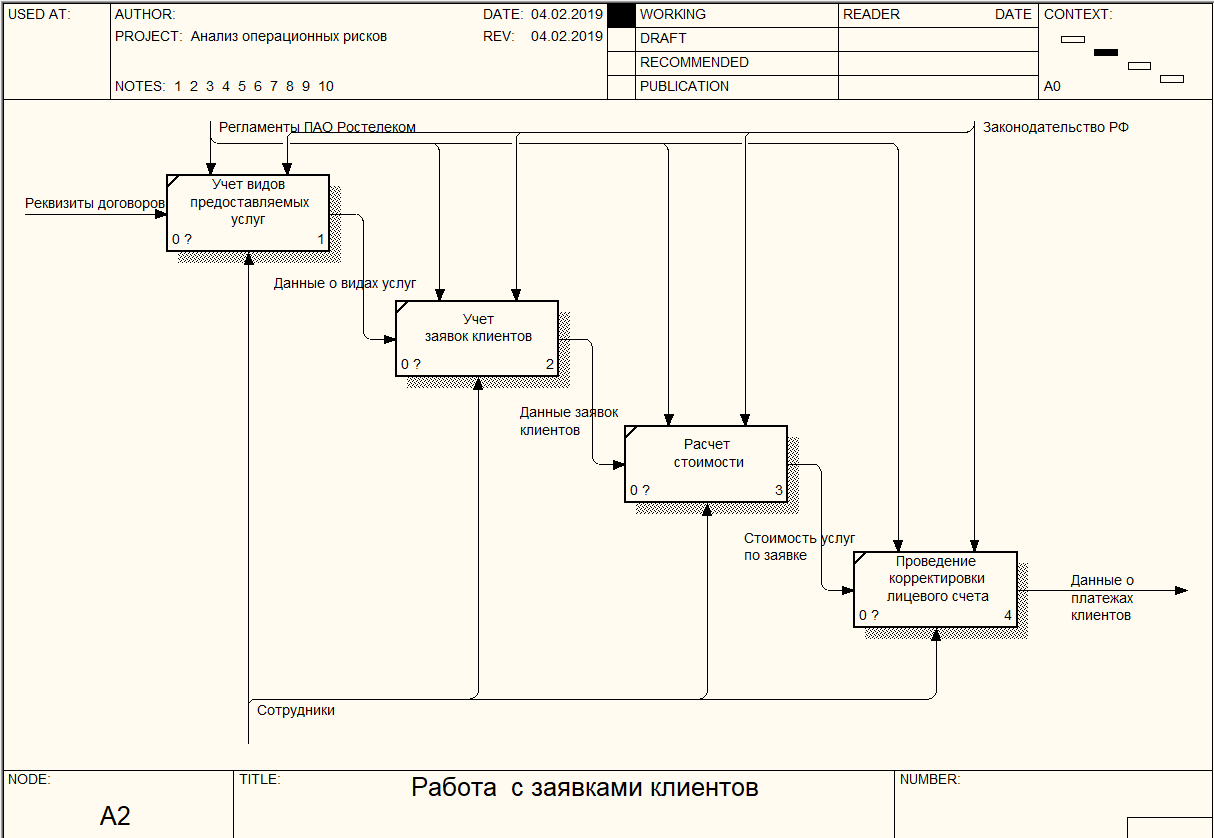 USED AT:
AUTHOR:
DATE: 04.02.2019
PROJECT: Анализ операционных рисков
REV: 04.02.2019
NOTES: 1 2 3 4 5 6 7 8 9 10
WORKING
DRAFT
RECOMMENDED
PUBLICATION
READER
DATE
CONTEXT:
A0
Регламенты ПАО Ростелеком
Законодательство РФ
Реквизиты договоров
Учет видов
предоставляемых
услуг
0 ?
1
Данные о видах услуг
Учет
заявок клиентов
0 ?
2
Данные заявок
клиентов
Расчет
стоимости
0 ?
3
Стоимость услуг
по заявке
Проведение
корректировки
лицевого счета
0 ?
4
Данные о
платежах
клиентов
Сотрудники
NODE:
A2
TITLE:
Работа с заявками клиентов
NUMBER: